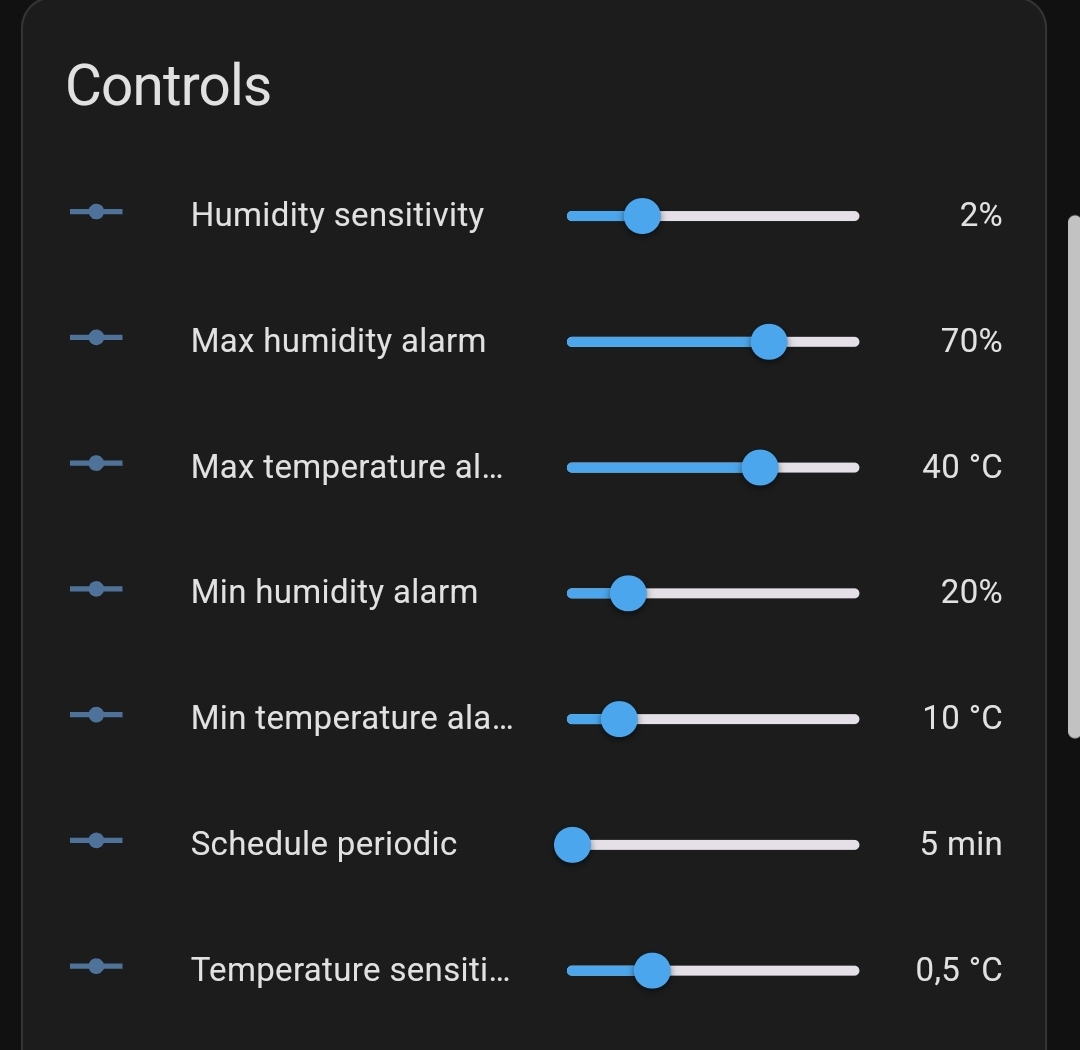 Controls
Humidity sensitivity 2%
Max humidity alarm 70%
Max temperature al... 40 °C
Min humidity alarm 20%
Min temperature ala... 10 °C
Schedule periodic 5 min
Temperature sensiti... 0,5 °C